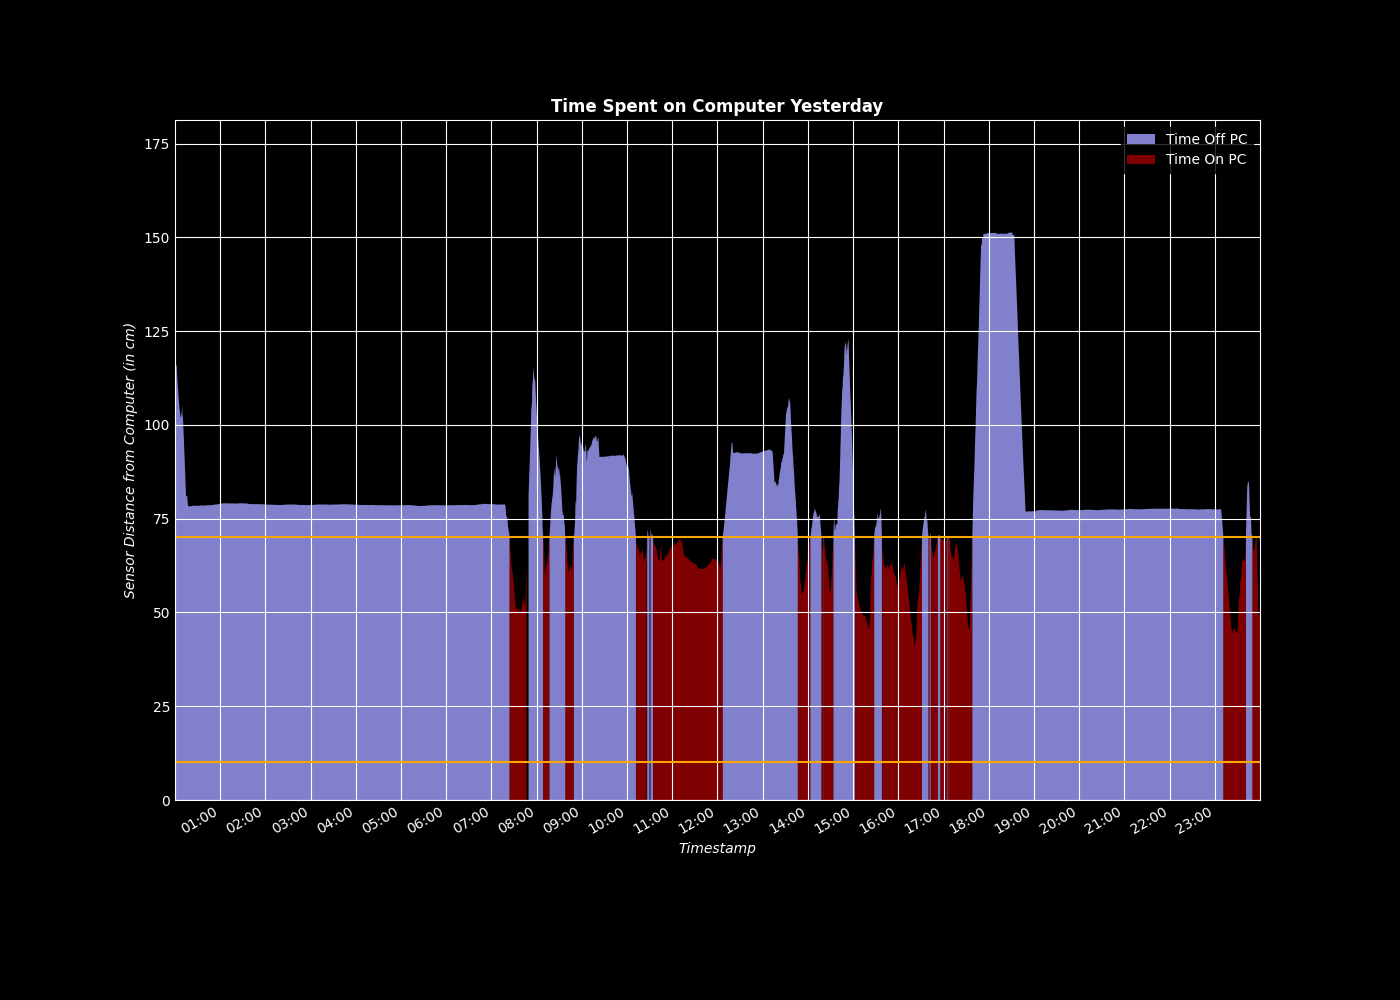 Time Spent on Computer Yesterday
Time Off PC
Time On PC
175
150
125
100
75
50
25
0
Sensor Distance from Computer (in cm)
01:00 02:00 03:00 04:00 05:00 06:00 07:00 08:00 09:00 10:00 11:00 12:00 13:00 14:00 15:00 16:00 17:00 18:00 19:00 20:00 21:00 22:00 23:00
Timestamp